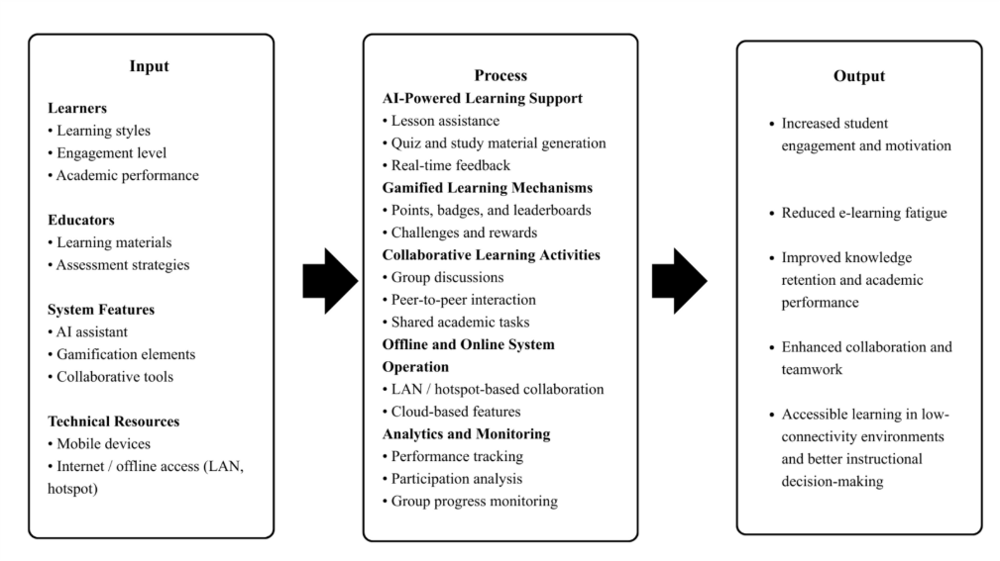 Input
Learners
• Learning styles
• Engagement level
• Academic performance
Educators
• Learning materials
• Assessment strategies
System Features
• AI assistant
• Gamification elements
• Collaborative tools
Technical Resources
• Mobile devices
• Internet / offline access (LAN,
hotspot)
Process
AI-Powered Learning Support
• Lesson assistance
• Quiz and study material generation
• Real-time feedback
Gamified Learning Mechanisms
• Points, badges, and leaderboards
• Challenges and rewards
Collaborative Learning Activities
• Group discussions
• Peer-to-peer interaction
• Shared academic tasks
Offline and Online System
Operation
• LAN / hotspot-based collaboration
• Cloud-based features
Analytics and Monitoring
• Performance tracking
• Participation analysis
• Group progress monitoring
Output
• Increased student
engagement and motivation
• Reduced e-learning fatigue
• Improved knowledge
retention and academic
performance
• Enhanced collaboration and
teamwork
• Accessible learning in low-
connectivity environments
and better instructional
decision-making